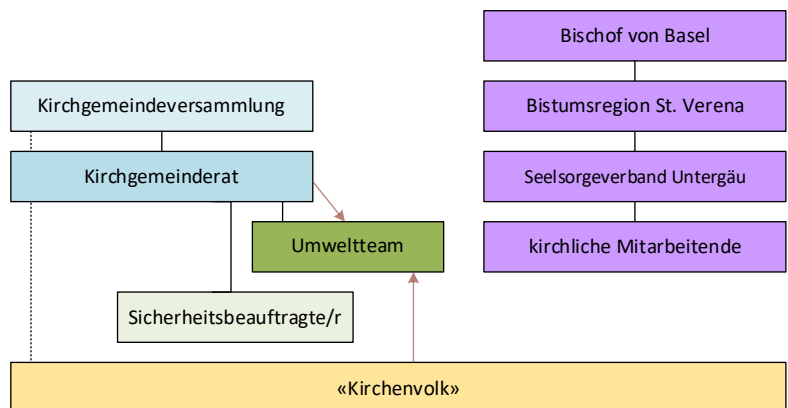 Bischof von Basel
Kirchgemeindeversammlung
Bistumsregion St. Verena
Kirchgemeinderat
Seelsorgeverband Untergäu
Umweltteam
kirchliche Mitarbeitende
Sicherheitsbeauftragte/r
«Kirchenvolk»